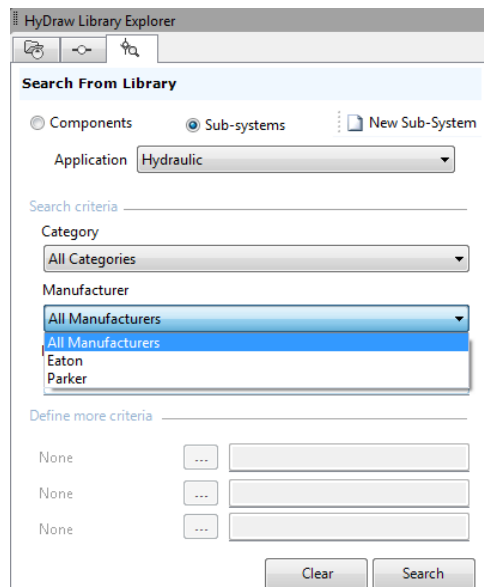 HyDraw Library Explorer
Search From Library
Components Sub-systems New Sub-System
Application Hydraulic
Search criteria
Category
All Categories
Manufacturer
All Manufacturers
All Manufacturers
Eaton
Parker
Define more criteria
None ...
None ...
None ...
Clear Search